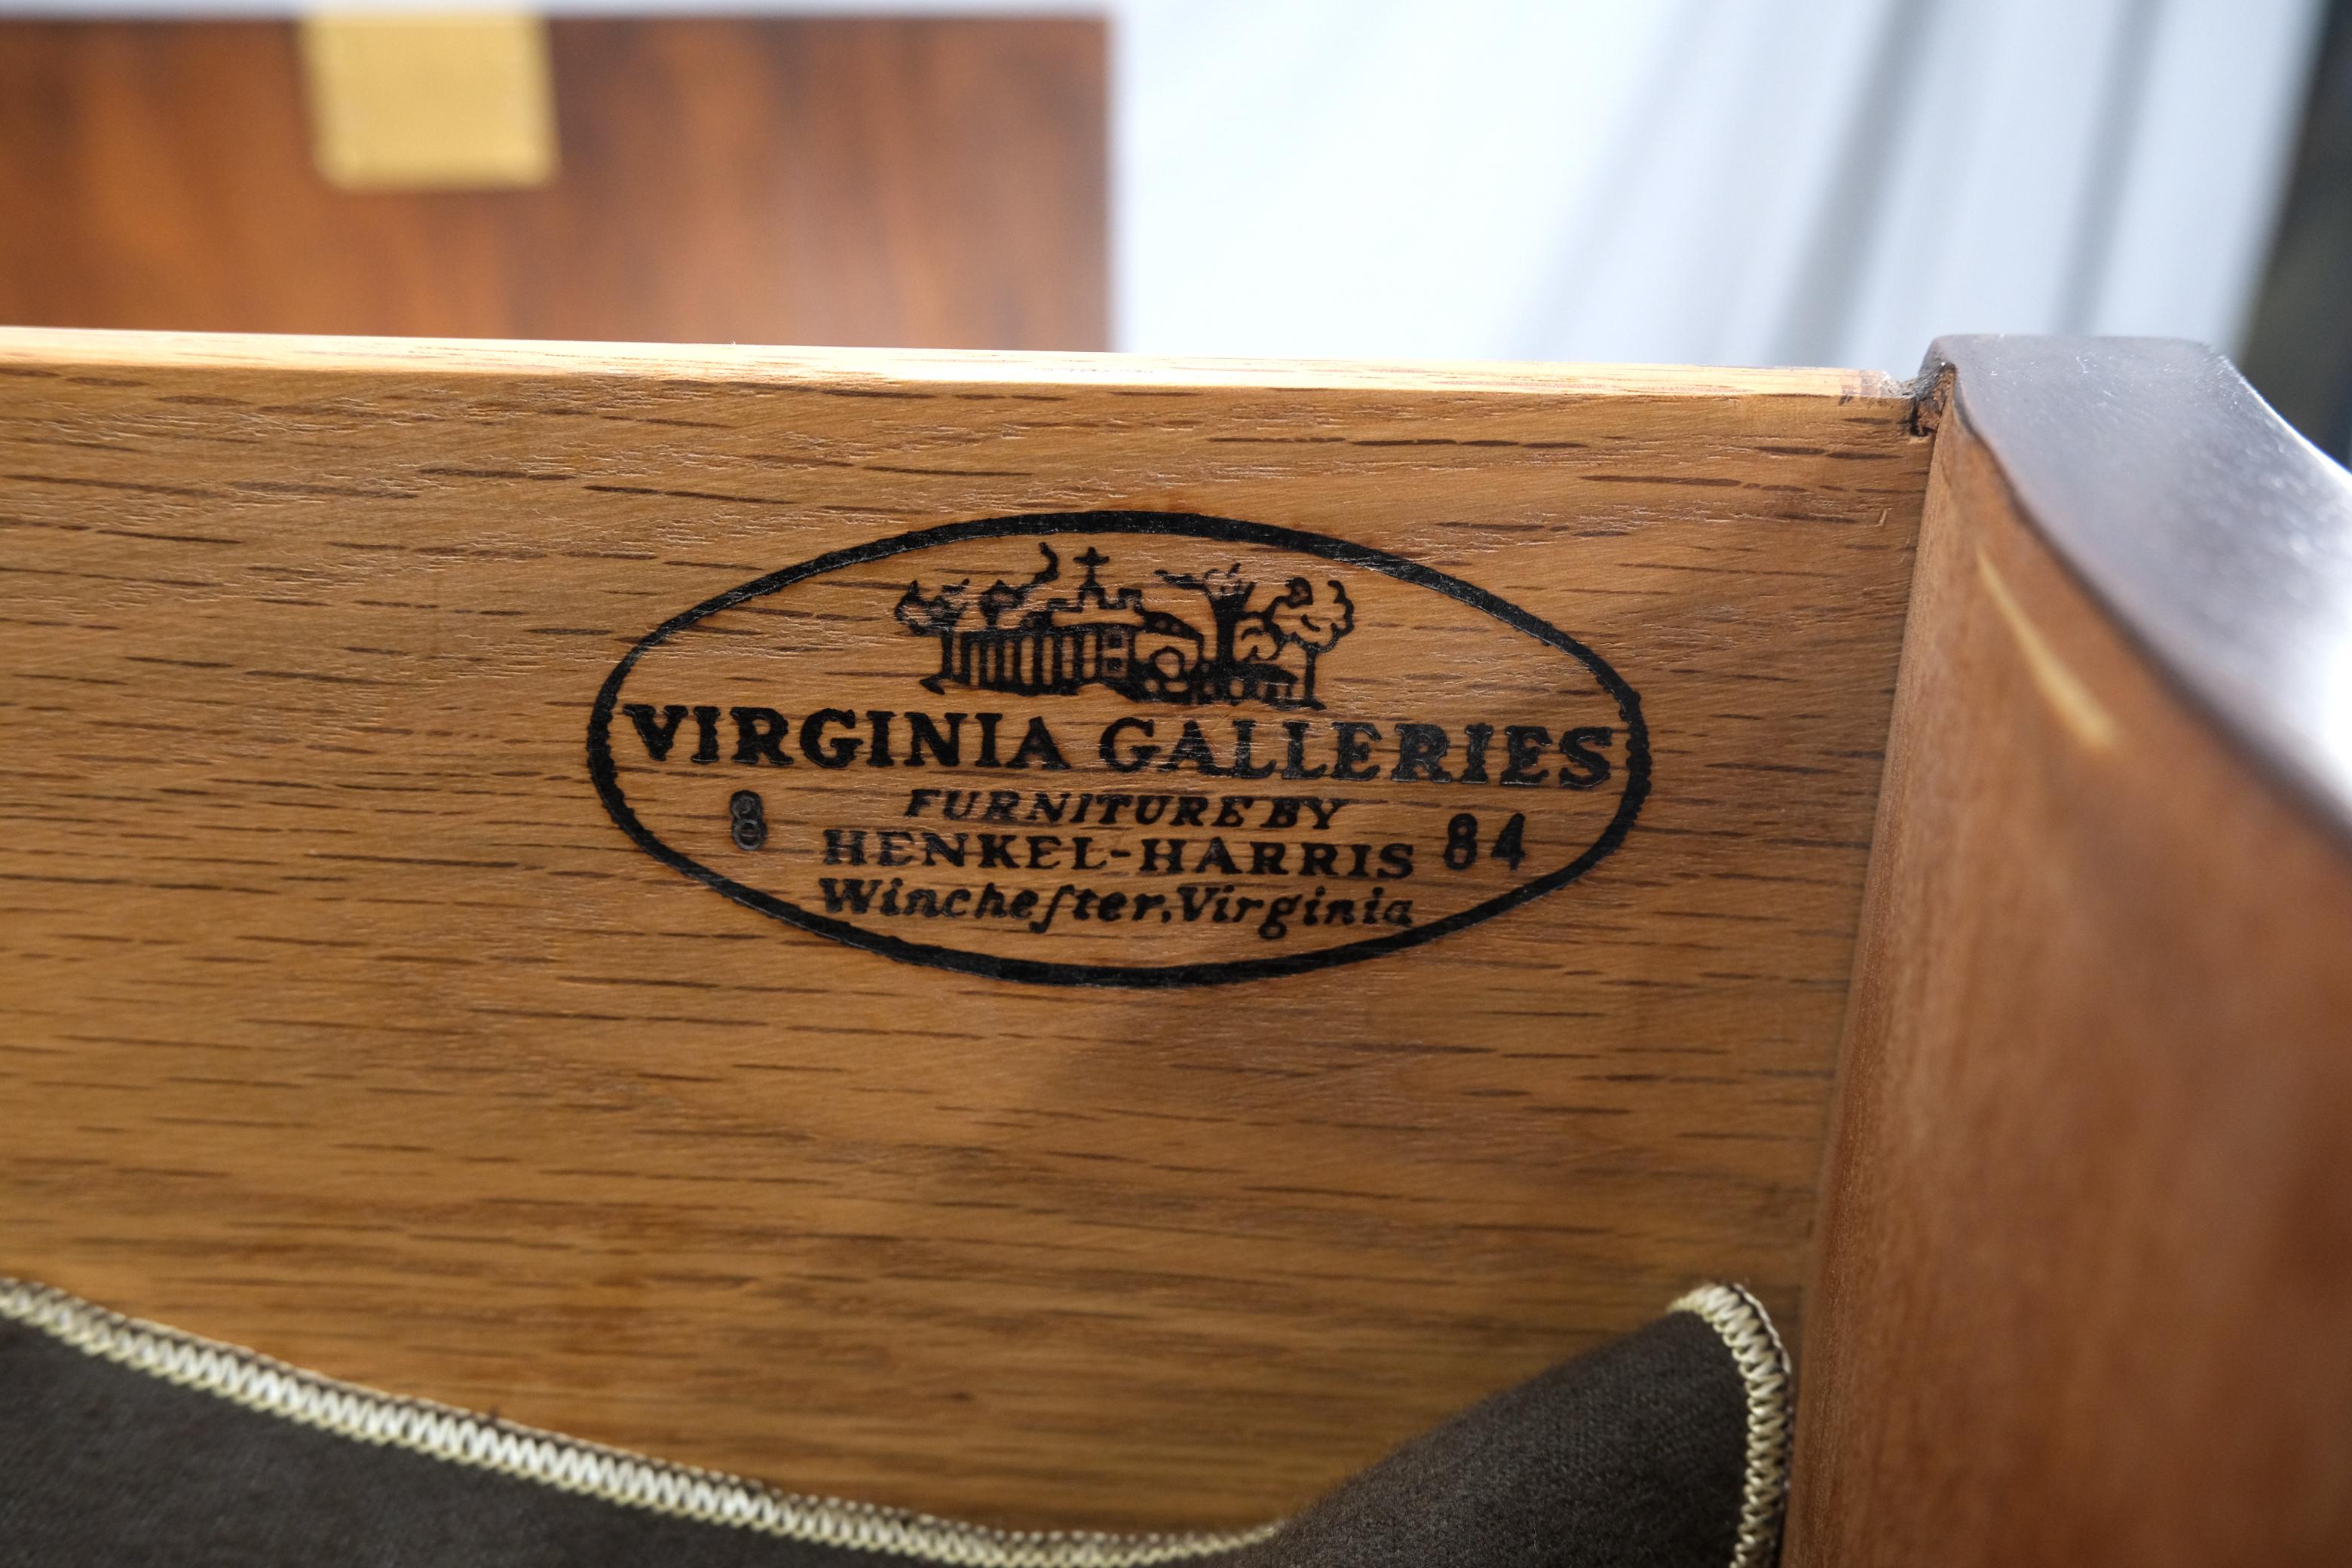 VIRGINIA GALLERIES
FURNITURE BY
8 HENKEL-HARRIS 84
Wincheſter, Virginia